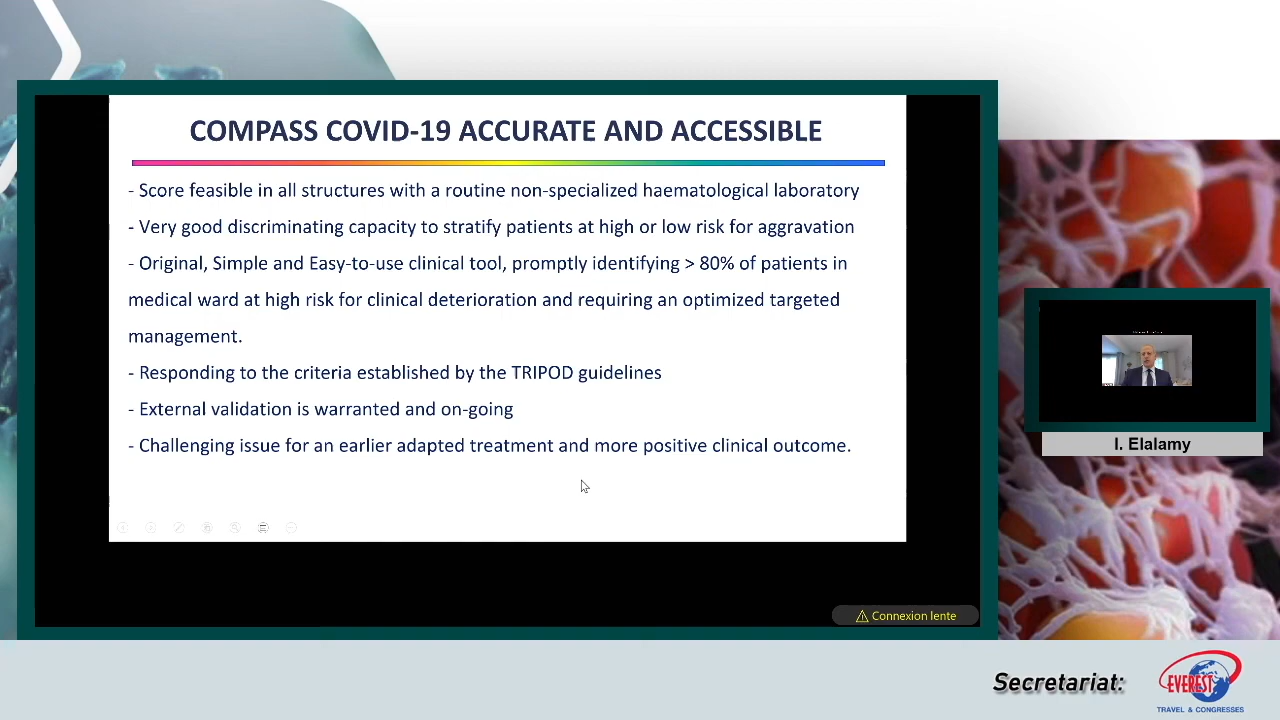 COMPASS COVID-19 ACCURATE AND ACCESSIBLE
- Score feasible in all structures with a routine non-specialized haematological laboratory
- Very good discriminating capacity to stratify patients at high or low risk for aggravation
- Original, Simple and Easy-to-use clinical tool, promptly identifying > 80% of patients in
medical ward at high risk for clinical deterioration and requiring an optimized targeted
management.
- Responding to the criteria established by the TRIPOD guidelines
- External validation is warranted and on-going
- Challenging issue for an earlier adapted treatment and more positive clinical outcome.
Connexion lente
I. Elalamy
Secretariat:
EVEREST
TRAVEL & CONGRESSES